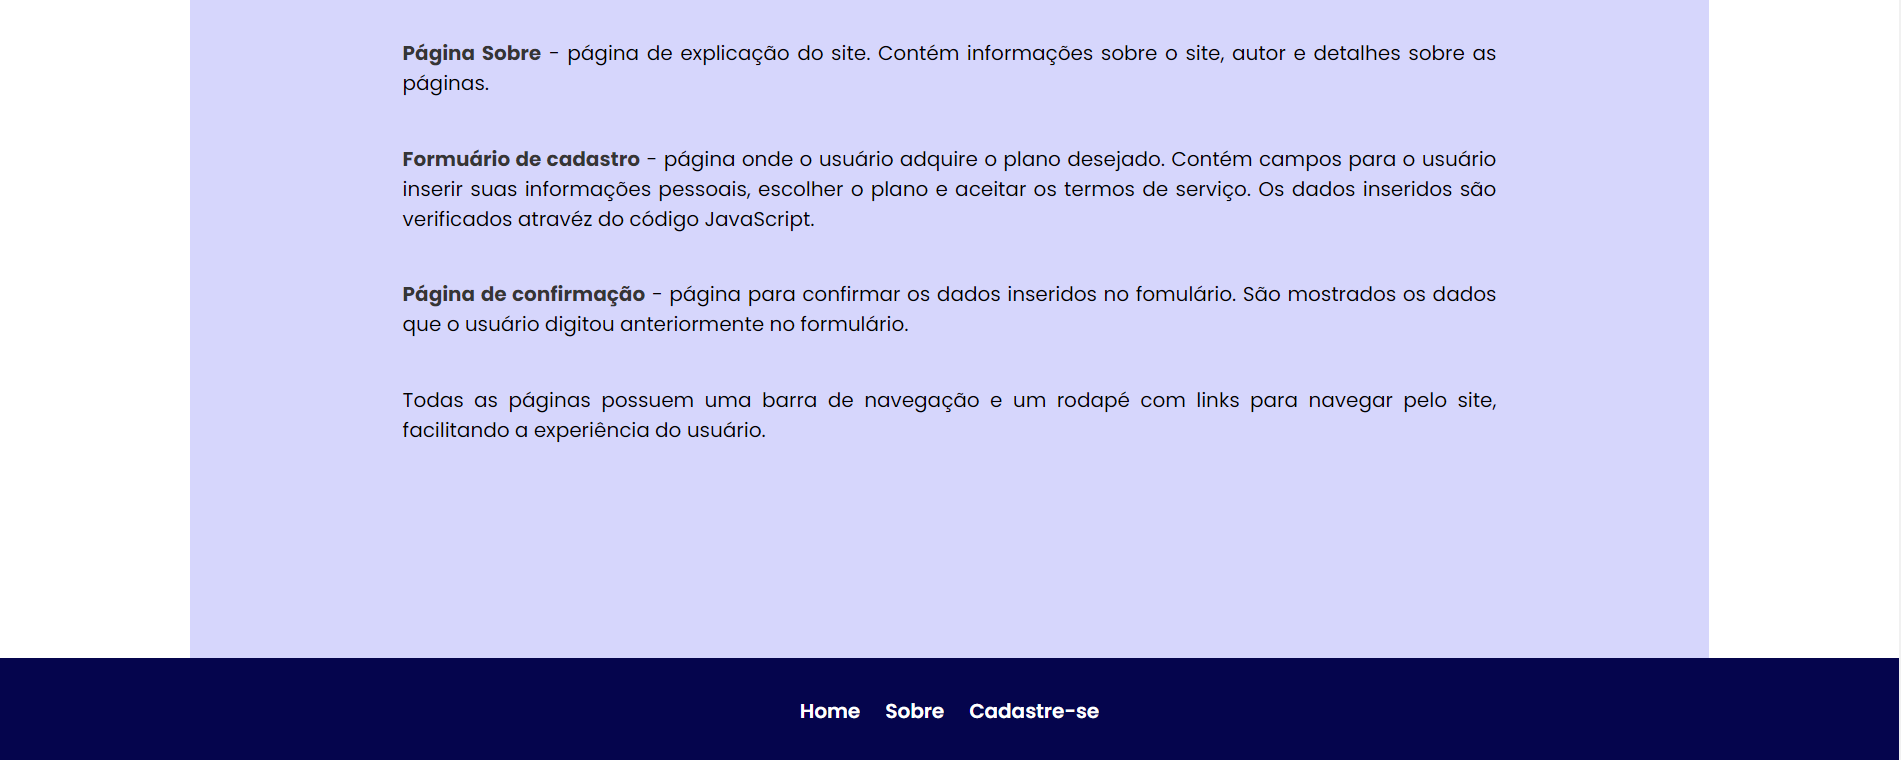 Página Sobre - página de explicação do site. Contém informações sobre o site, autor e detalhes sobre as
páginas.
Formuário de cadastro - página onde o usuário adquire o plano desejado. Contém campos para o usuário
inserir suas informações pessoais, escolher o plano e aceitar os termos de serviço. Os dados inseridos são
verificados atravéz do código JavaScript.
Página de confirmação - página para confirmar os dados inseridos no fomulário. São mostrados os dados
que o usuário digitou anteriormente no formulário.
Todas as páginas possuem uma barra de navegação e um rodapé com links para navegar pelo site,
facilitando a experiência do usuário.
Home Sobre Cadastre-se